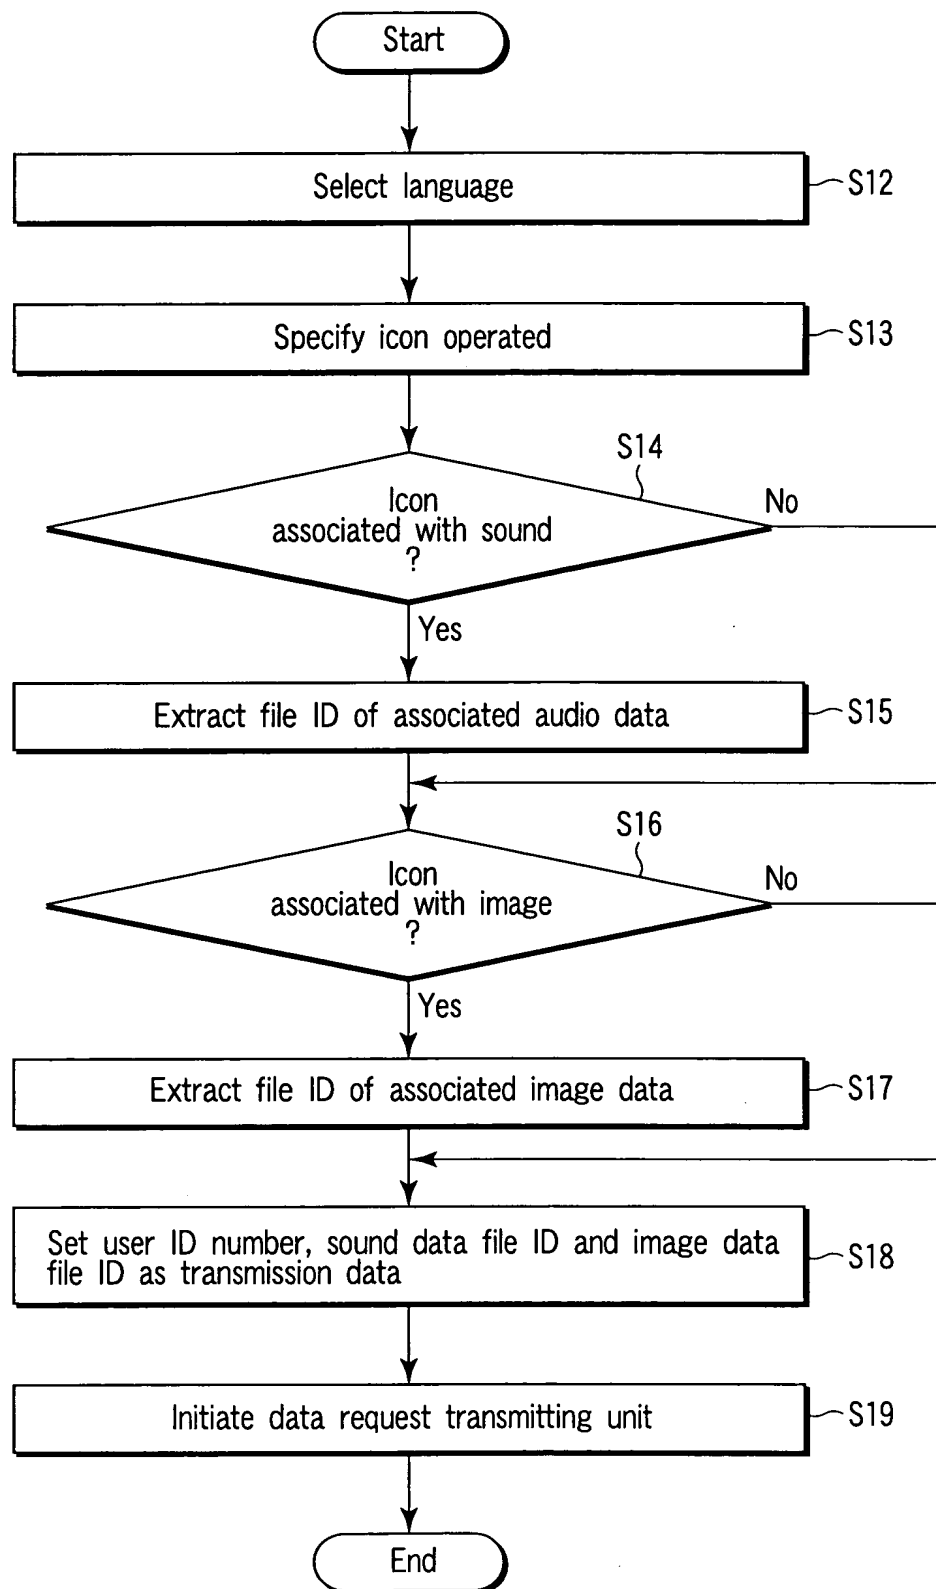 Start
Select language
S12
Specify icon operated
S13
S14
Icon
associated with sound
?
No
Yes
Extract file ID of associated audio data
S15
S16
Icon
associated with image
?
No
Yes
Extract file ID of associated image data
S17
Set user ID number, sound data file ID and image data
file ID as transmission data
S18
Initiate data request transmitting unit
S19
End